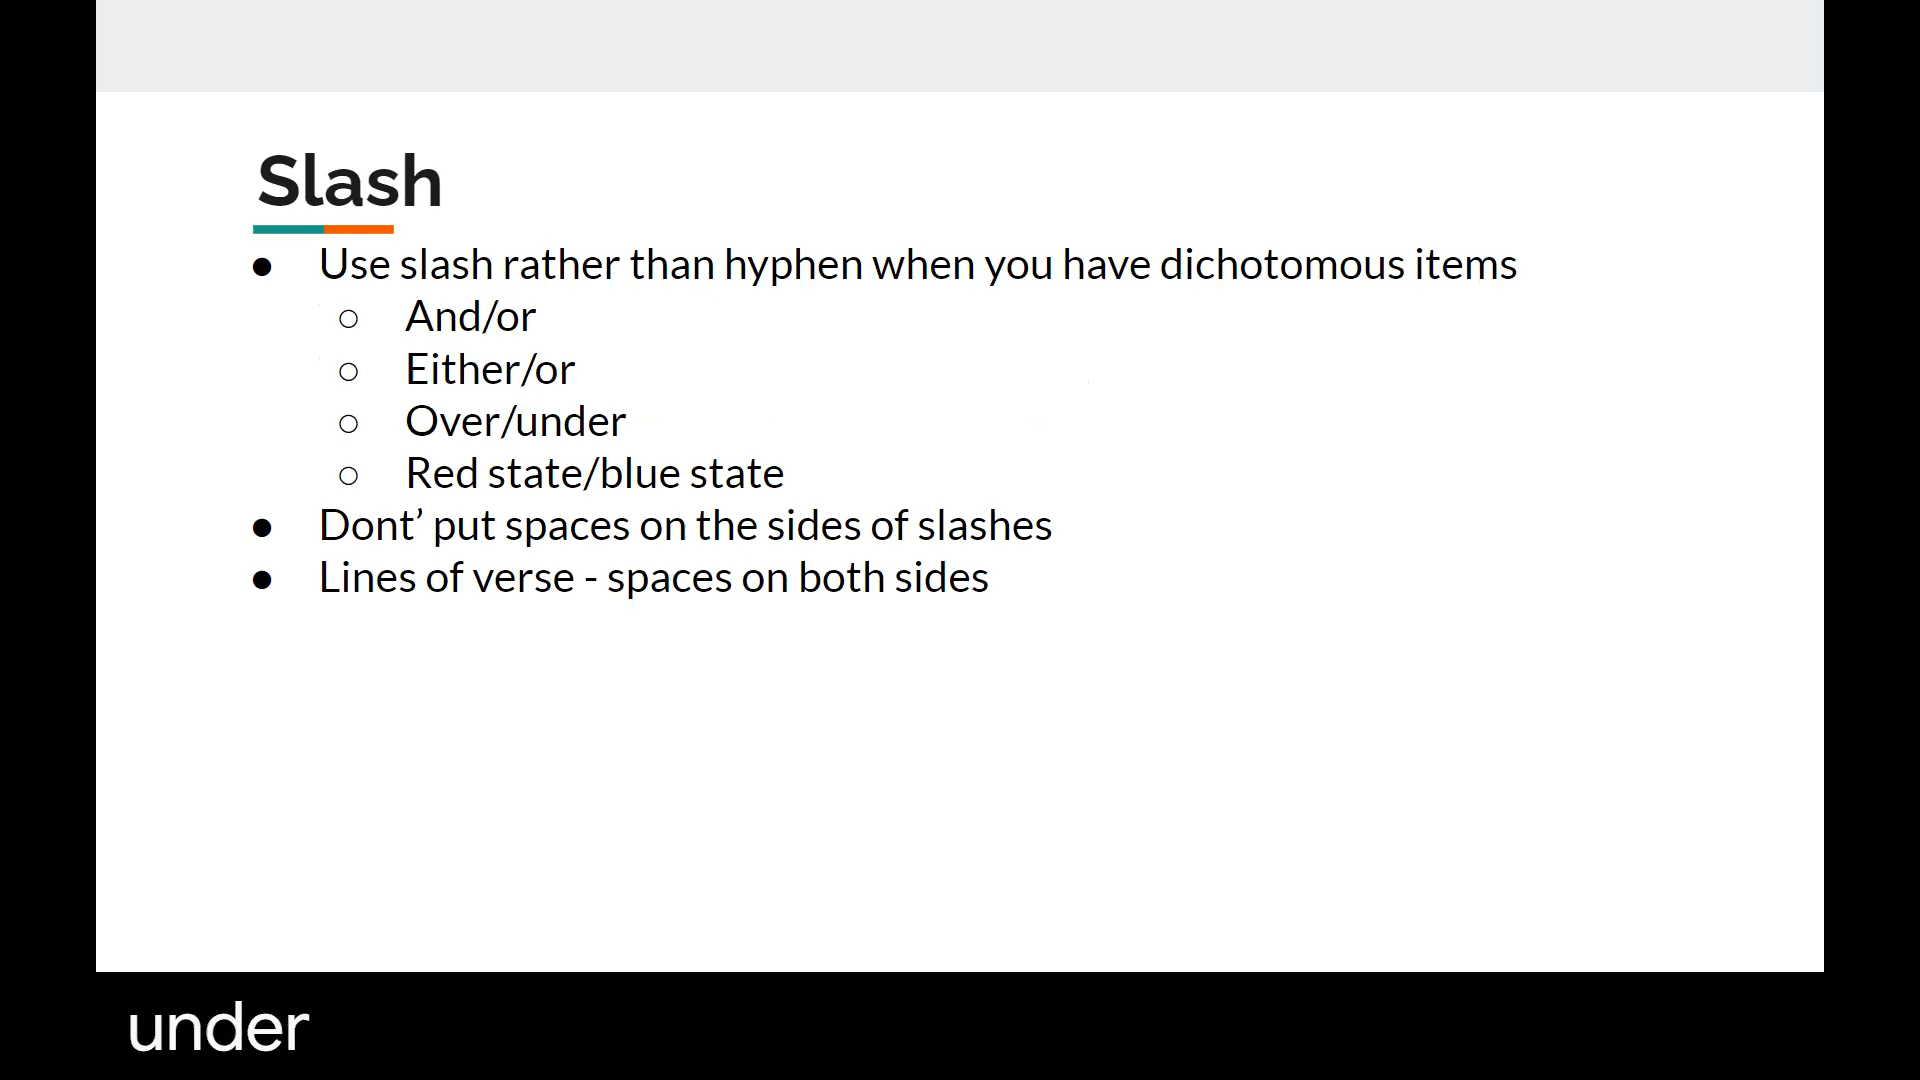 Slash
● Use slash rather than hyphen when you have dichotomous items
○ And/or
○ Either/or
○ Over/under
○ Red state/blue state
● Dont’ put spaces on the sides of slashes
● Lines of verse - spaces on both sides
under